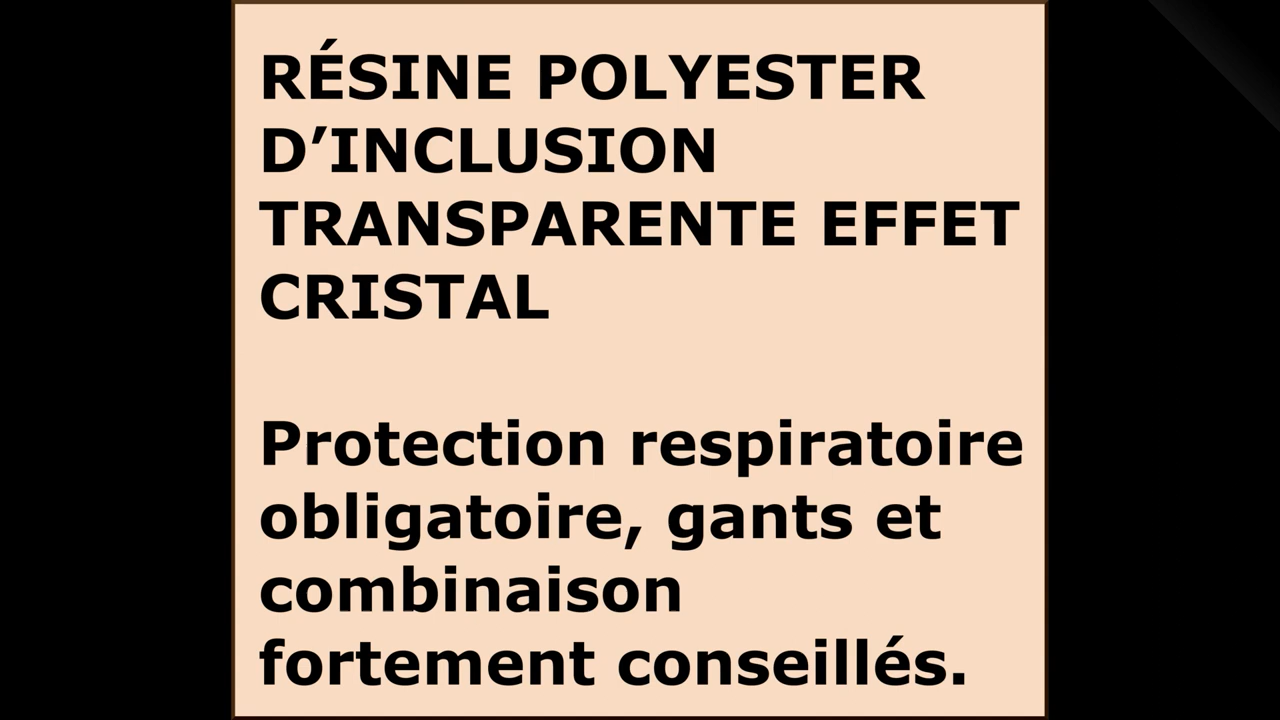 RÉSINE POLYESTER
D’INCLUSION
TRANSPARENTE EFFET
CRISTAL
Protection respiratoire
obligatoire, gants et
combinaison
fortement conseillés.